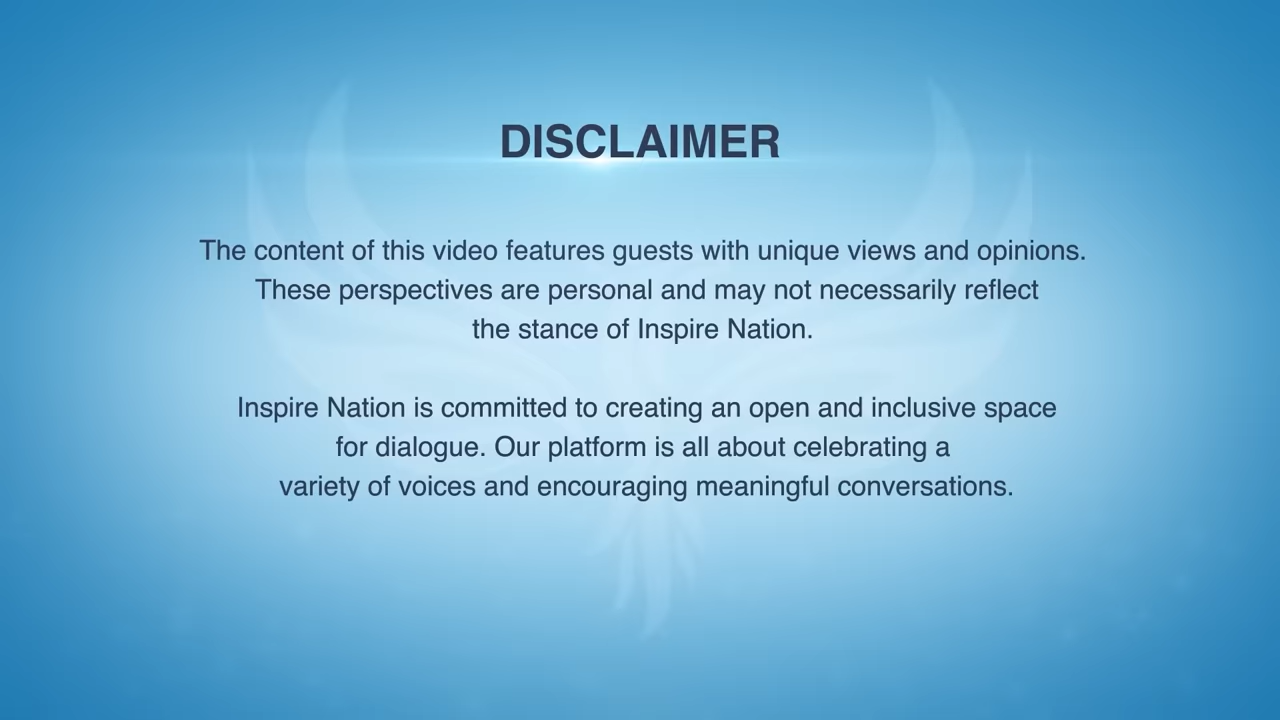 DISCLAIMER
The content of this video features guests with unique views and opinions.
These perspectives are personal and may not necessarily reflect
the stance of Inspire Nation.
Inspire Nation is committed to creating an open and inclusive space
for dialogue. Our platform is all about celebrating a
variety of voices and encouraging meaningful conversations.